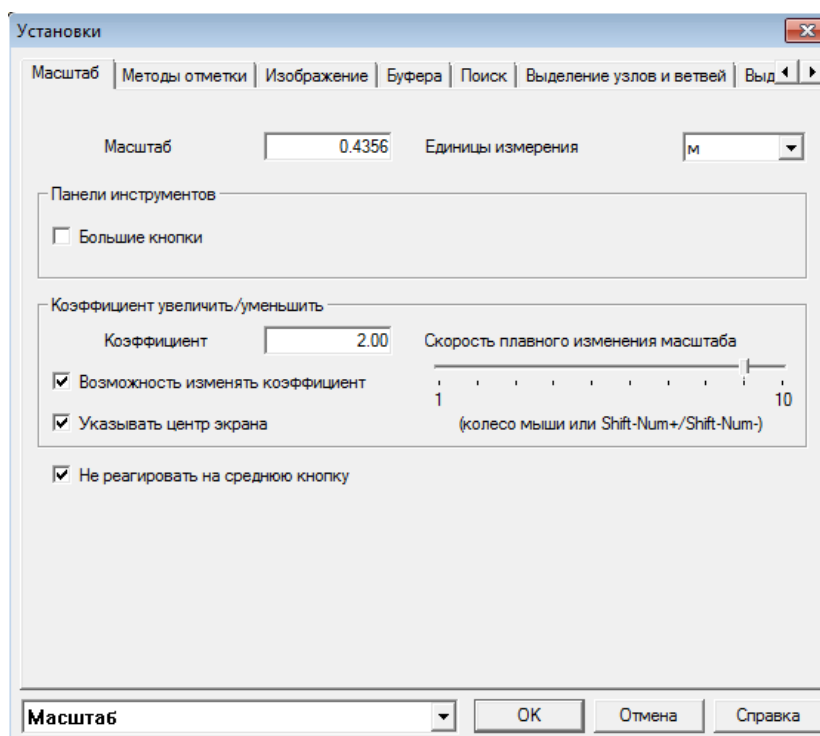 Установки
Масштаб Методы отметки Изображение Буфера Поиск Выделение узлов и ветвей Выд
Масштаб 0.4356 Единицы измерения м
Панели инструментов
Большие кнопки
Коэффициент увеличить/уменьшить
Коэффициент 2.00 Скорость плавного изменения масштаба
Возможность изменять коэффициент
1 10
Указывать центр экрана (колесо мыши или Shift-Num+/Shift-Num-)
Не реагировать на среднюю кнопку
Масштаб OK Отмена Справка